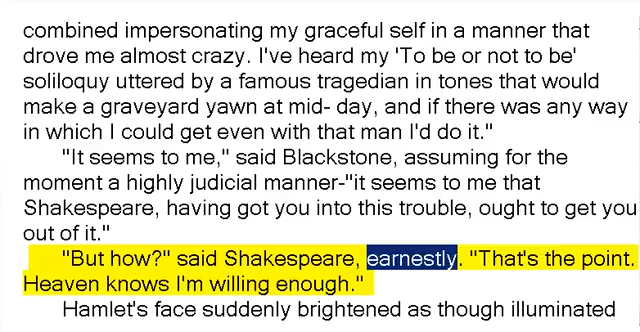 combined impersonating my graceful self in a manner that
drove me almost crazy. I've heard my 'To be or not to be'
soliloquy uttered by a famous tragedian in tones that would
make a graveyard yawn at mid- day, and if there was any way
in which I could get even with that man I'd do it."
"It seems to me," said Blackstone, assuming for the
moment a highly judicial manner-"it seems to me that
Shakespeare, having got you into this trouble, ought to get you
out of it."
"But how?" said Shakespeare, earnestly. "That's the point.
Heaven knows I'm willing enough."
Hamlet's face suddenly brightened as though illuminated